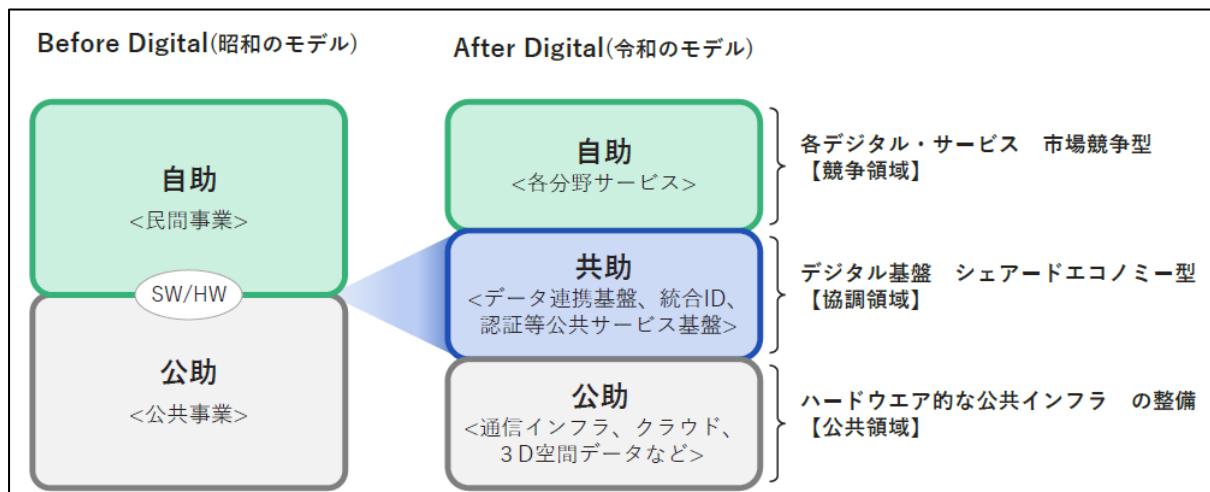 Before Digital(昭和のモデル)
自助
<民間事業>
SW/HW
公助
<公共事業>
After Digital(令和のモデル)
自助
<各分野サービス>
共助
<データ連携基盤、統合ID、
認証等公共サービス基盤>
公助
<通信インフラ、クラウド、
３Ｄ空間データなど>
各デジタル・サービス　市場競争型
【競争領域】
デジタル基盤　シェアードエコノミー型
【協調領域】
ハードウエア的な公共インフラ　の整備
【公共領域】